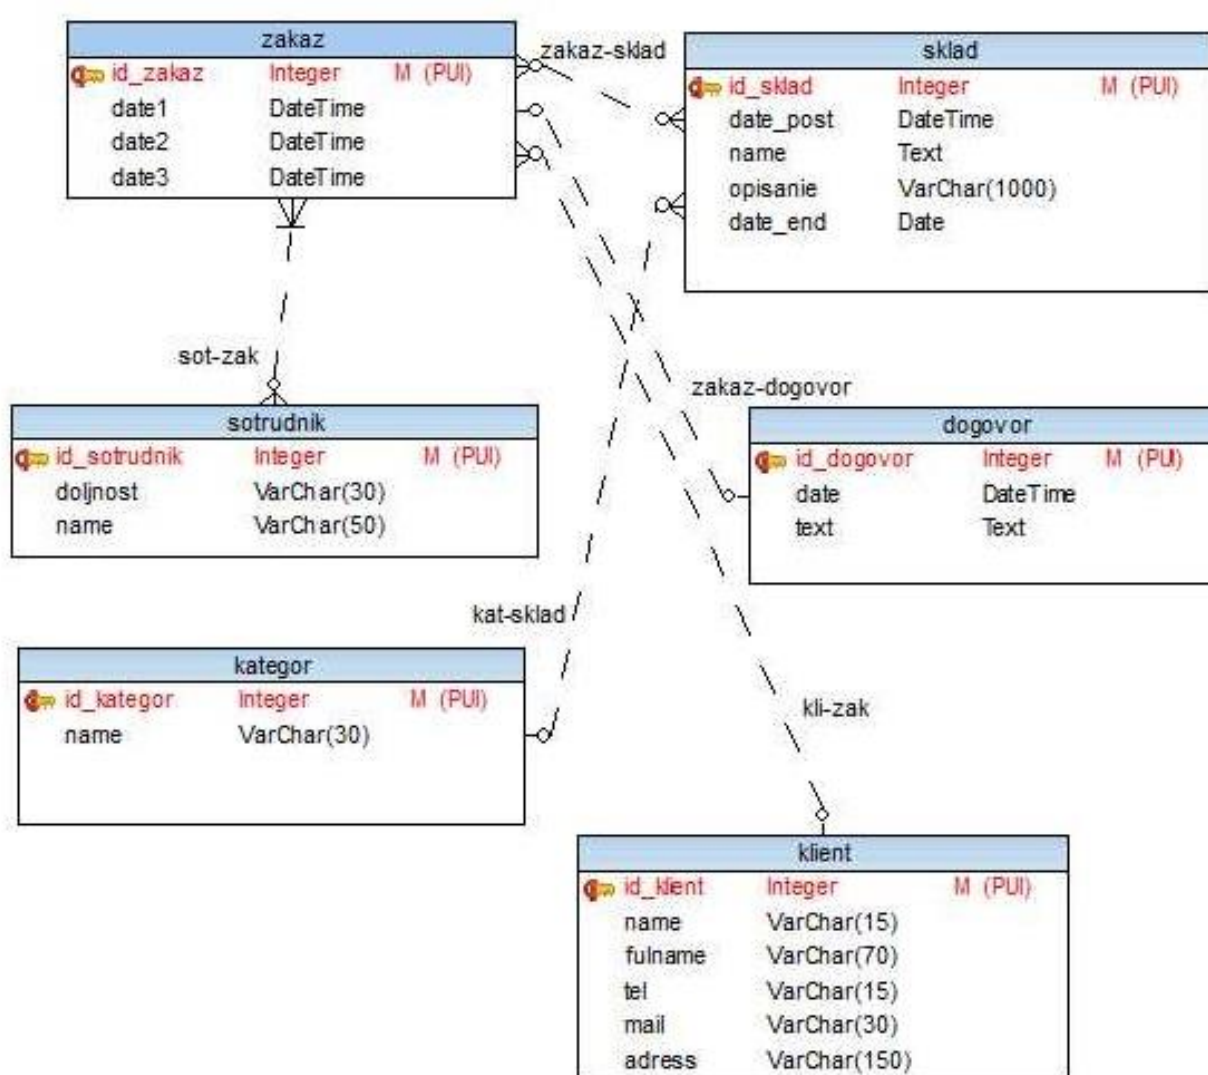 zakaz
id_zakaz Integer M (PUI)
date1 DateTime
date2 DateTime
date3 DateTime
zakaz-sklad
sklad
id_sklad Integer M (PUI)
date_post DateTime
name Text
opisanie VarChar(1000)
date_end Date
sot-zak
zakaz-dogovor
sotrudnik
id_sotrudnik Integer M (PUI)
doljnost VarChar(30)
name VarChar(50)
dogovor
id_dogovor Integer M (PUI)
date DateTime
text Text
kat-sklad
kategor
id_kategor Integer M (PUI)
name VarChar(30)
kli-zak
klient
id_klient Integer M (PUI)
name VarChar(15)
fulname VarChar(70)
tel VarChar(15)
mail VarChar(30)
adress VarChar(150)